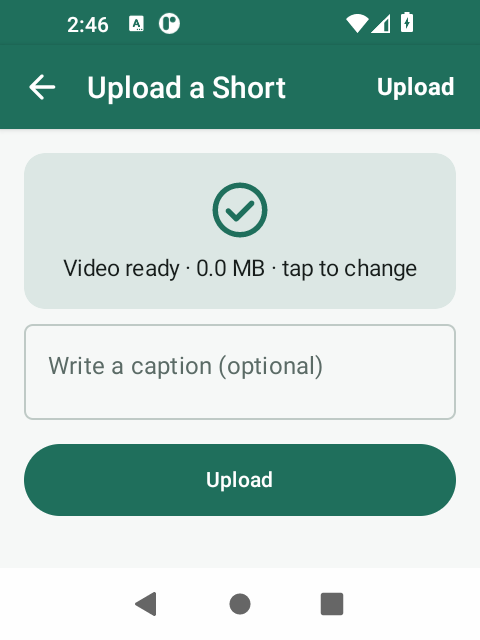 2:46
Upload a Short
Upload
Video ready · 0.0 MB · tap to change
Write a caption (optional)
Upload